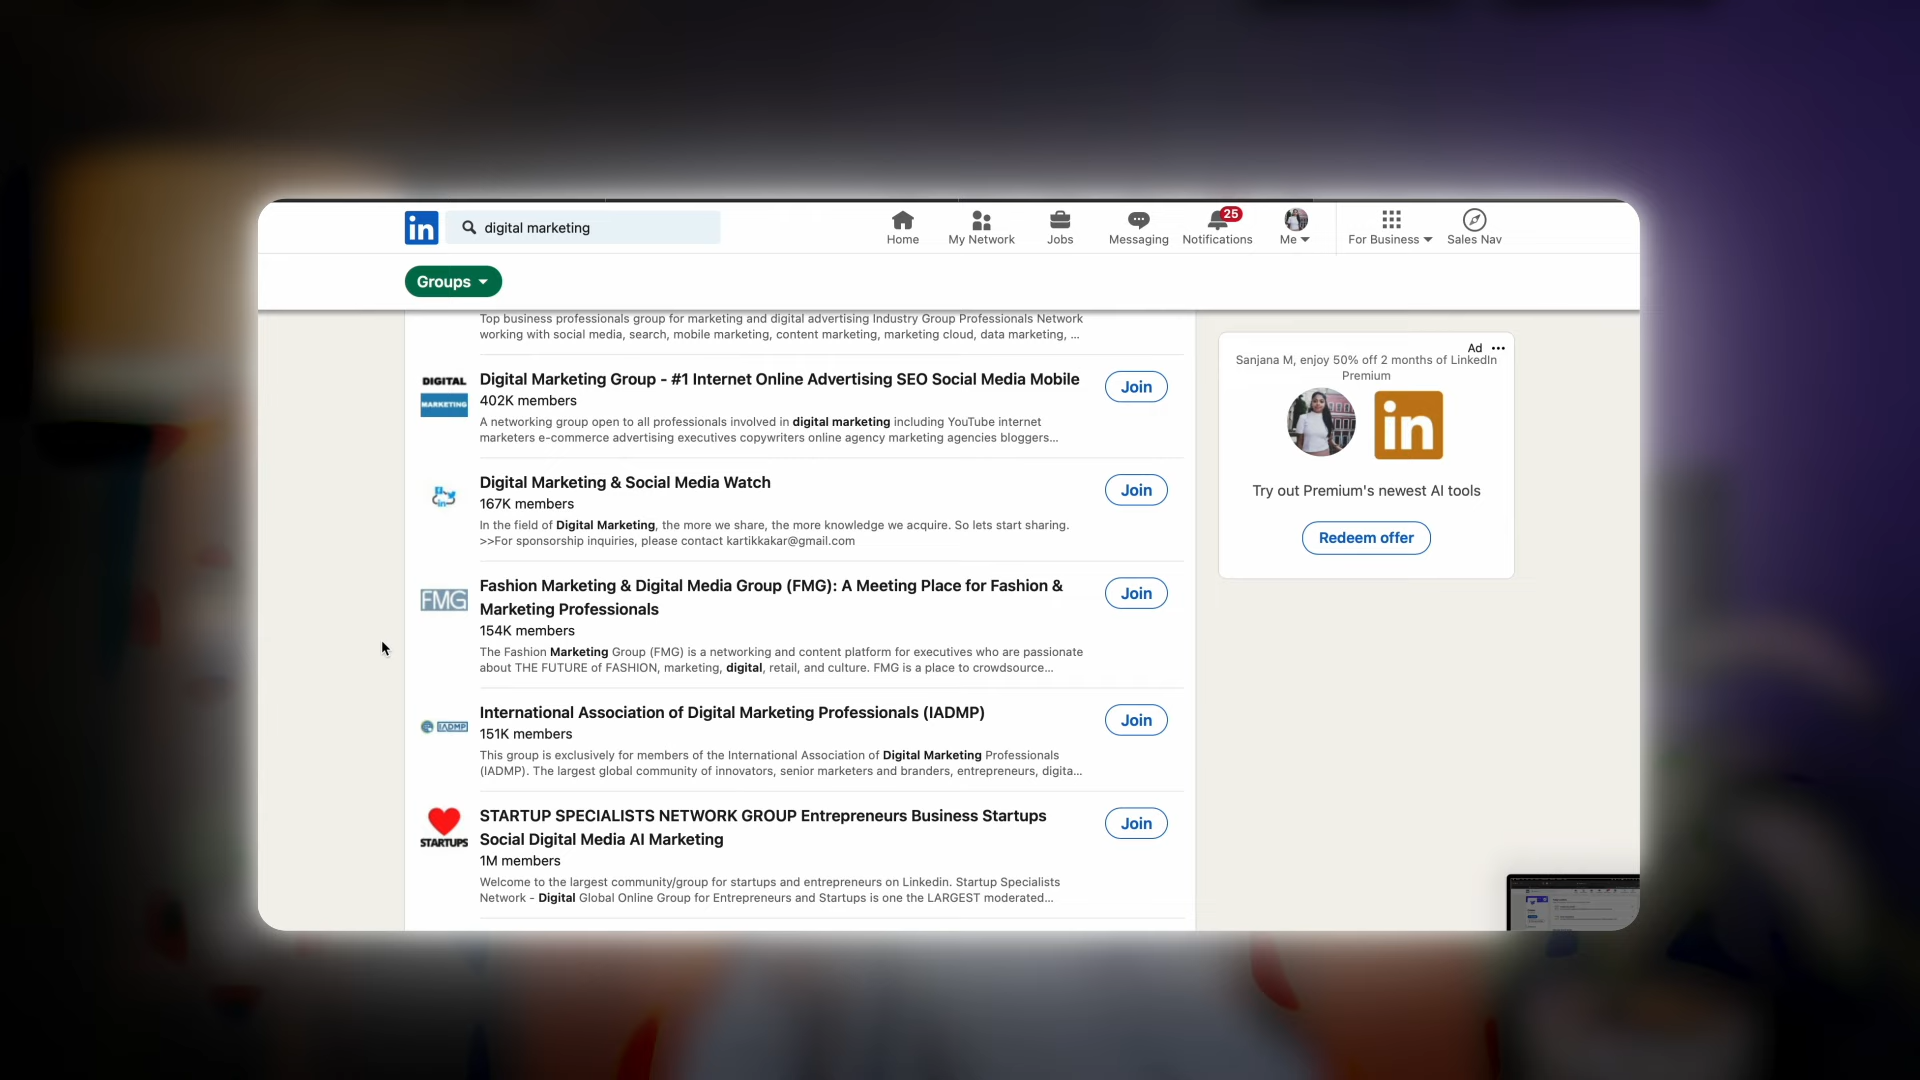 in
digital marketing
Home
My Network
Jobs
Messaging
25
Notifications
Me
For Business
Sales Nav
Groups
Top business professionals group for marketing and digital advertising Industry Group Professionals Network
working with social media, search, mobile marketing, content marketing, marketing cloud, data marketing, ...
DIGITAL
MARKETING
Digital Marketing Group - #1 Internet Online Advertising SEO Social Media Mobile
402K members
A networking group open to all professionals involved in digital marketing including YouTube internet
marketers e-commerce advertising executives copywriters online agency marketing agencies bloggers...
Join
in
Digital Marketing & Social Media Watch
167K members
In the field of Digital Marketing, the more we share, the more knowledge we acquire. So lets start sharing.
>>For sponsorship inquiries, please contact kartikkakar@gmail.com
Join
FMG
Fashion Marketing & Digital Media Group (FMG): A Meeting Place for Fashion &
Marketing Professionals
154K members
The Fashion Marketing Group (FMG) is a networking and content platform for executives who are passionate
about THE FUTURE of FASHION, marketing, digital, retail, and culture. FMG is a place to crowdsource...
Join
IADMP
International Association of Digital Marketing Professionals (IADMP)
151K members
This group is exclusively for members of the International Association of Digital Marketing Professionals
(IADMP). The largest global community of innovators, senior marketers and branders, entrepreneurs, digita...
Join
STARTUPS
STARTUP SPECIALISTS NETWORK GROUP Entrepreneurs Business Startups
Social Digital Media AI Marketing
1M members
Welcome to the largest community/group for startups and entrepreneurs on Linkedin. Startup Specialists
Network - Digital Global Online Group for Entrepreneurs and Startups is one the LARGEST moderated...
Join
Ad
Sanjana M, enjoy 50% off 2 months of LinkedIn
Premium
in
Try out Premium's newest AI tools
Redeem offer